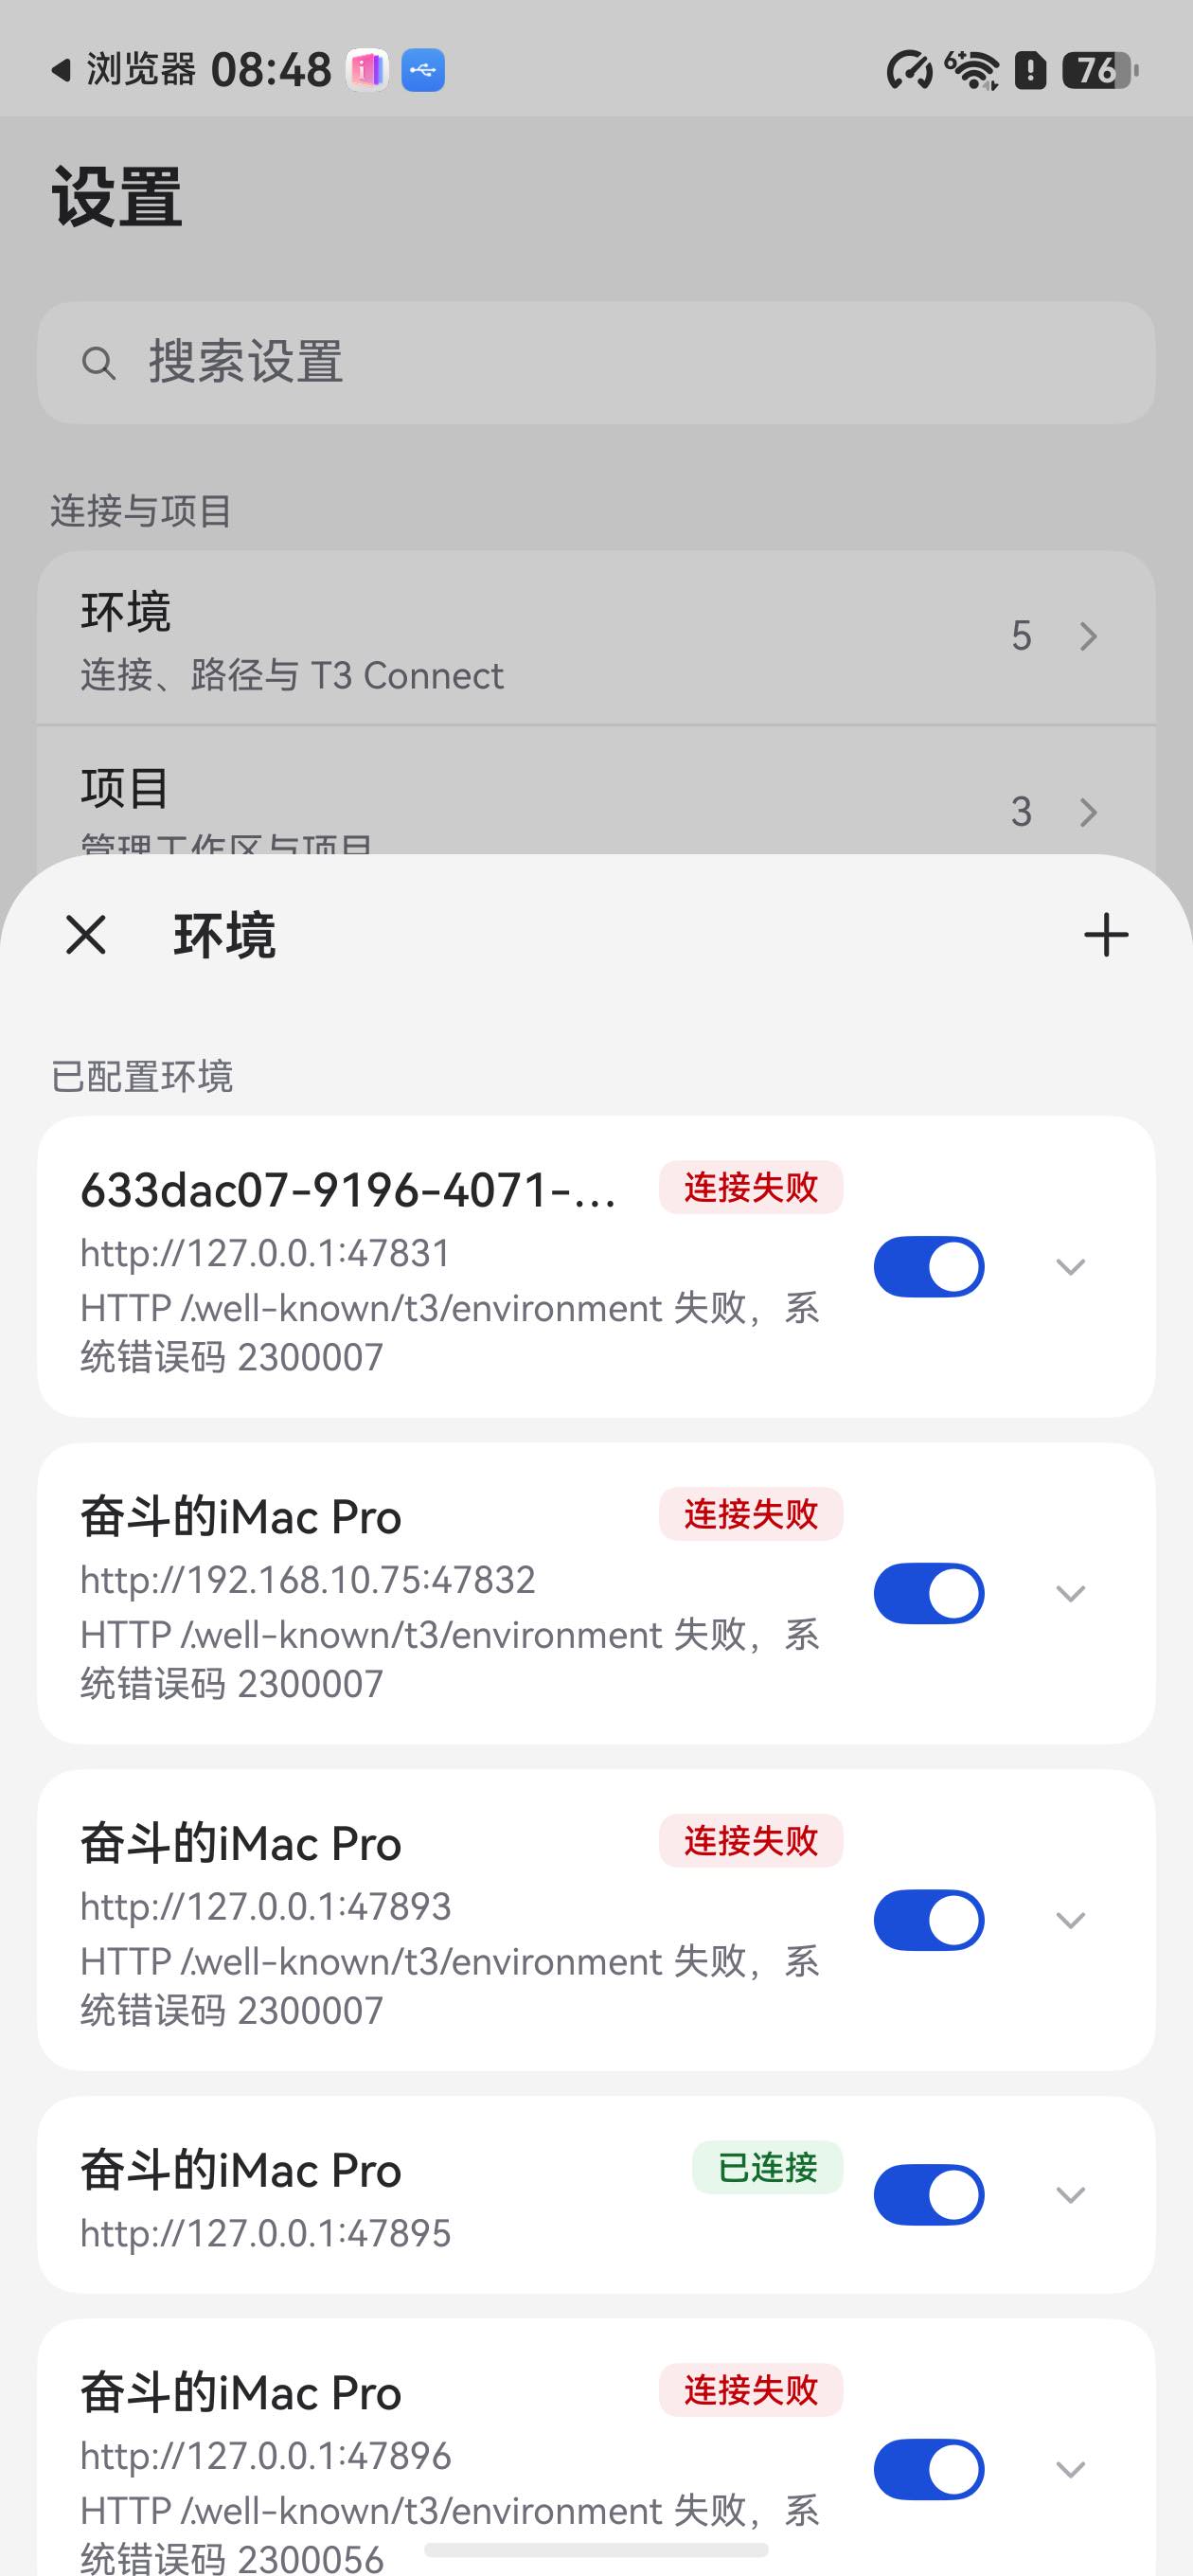 浏览器 08:48
6+
76
设置
搜索设置
连接与项目
环境
5
连接、路径与 T3 Connect
项目
3
管理工作区与项目
环境
已配置环境
633dac07-9196-4071-...
连接失败
http://127.0.0.1:47831
HTTP /.well-known/t3/environment 失败，系
统错误码 2300007
奋斗的iMac Pro
连接失败
http://192.168.10.75:47832
HTTP /.well-known/t3/environment 失败，系
统错误码 2300007
奋斗的iMac Pro
连接失败
http://127.0.0.1:47893
HTTP /.well-known/t3/environment 失败，系
统错误码 2300007
奋斗的iMac Pro
已连接
http://127.0.0.1:47895
奋斗的iMac Pro
连接失败
http://127.0.0.1:47896
HTTP /.well-known/t3/environment 失败，系
统错误码 2300056